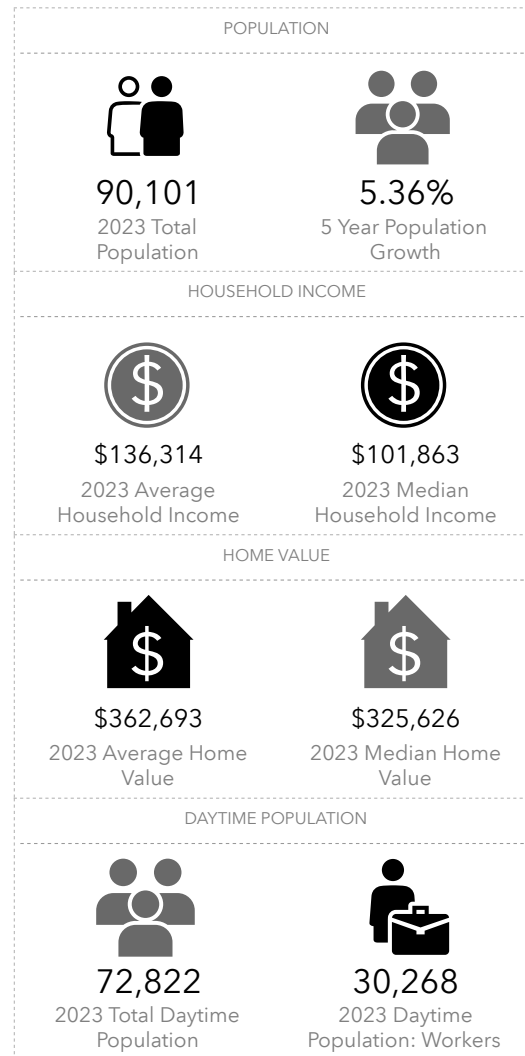 POPULATION
90,101
2023 Total
Population
5.36%
5 Year Population
Growth
HOUSEHOLD INCOME
$
$136,314
2023 Average
Household Income
$
$101,863
2023 Median
Household Income
HOME VALUE
$
$362,693
2023 Average Home
Value
$
$325,626
2023 Median Home
Value
DAYTIME POPULATION
72,822
2023 Total Daytime
Population
30,268
2023 Daytime
Population: Workers